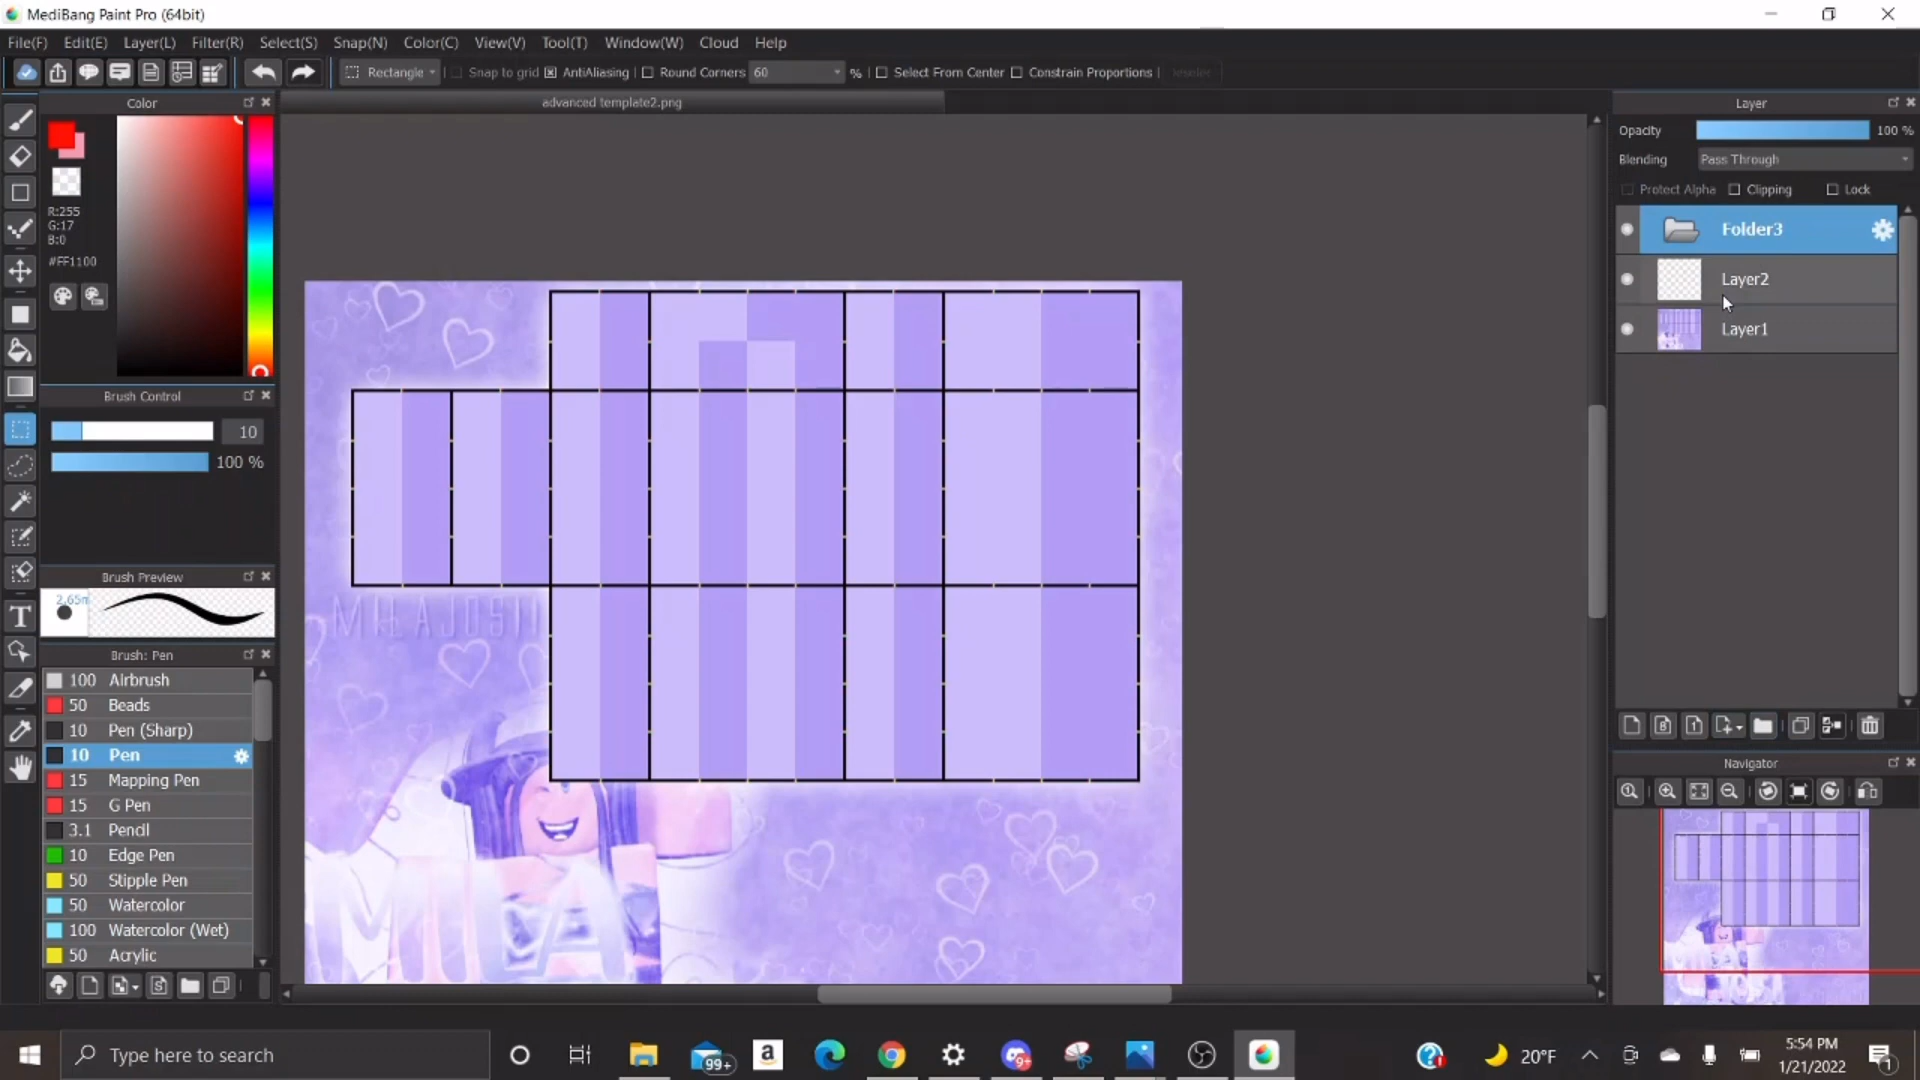 MediBang Paint Pro (64bit)
File(F) Edit(E) Layer(L) Filter(R) Select(S) Snap(N) Color(C) View(V) Tool(T) Window(W) Cloud Help
Rectangle Snap to grid AntiAliasing Round Corners 60 % Select From Center Constrain Proportions
Color
advanced template2.png
Layer
R:255
G:17
B:0
#FF1100
Opacity 100 %
Blending Pass Through
Protect Alpha Clipping Lock
Folder3
Layer2
Layer1
Brush Control
10
100 %
Brush Preview
Brush: Pen
100 Airbrush
50 Beads
10 Pen (Sharp)
10 Pen
15 Mapping Pen
15 G Pen
3.1 Pencil
10 Edge Pen
50 Stipple Pen
50 Watercolor
100 Watercolor (Wet)
50 Acrylic
MIA
Navigator
Type here to search
99+
9+
20°F
5:54 PM
1/21/2022
1